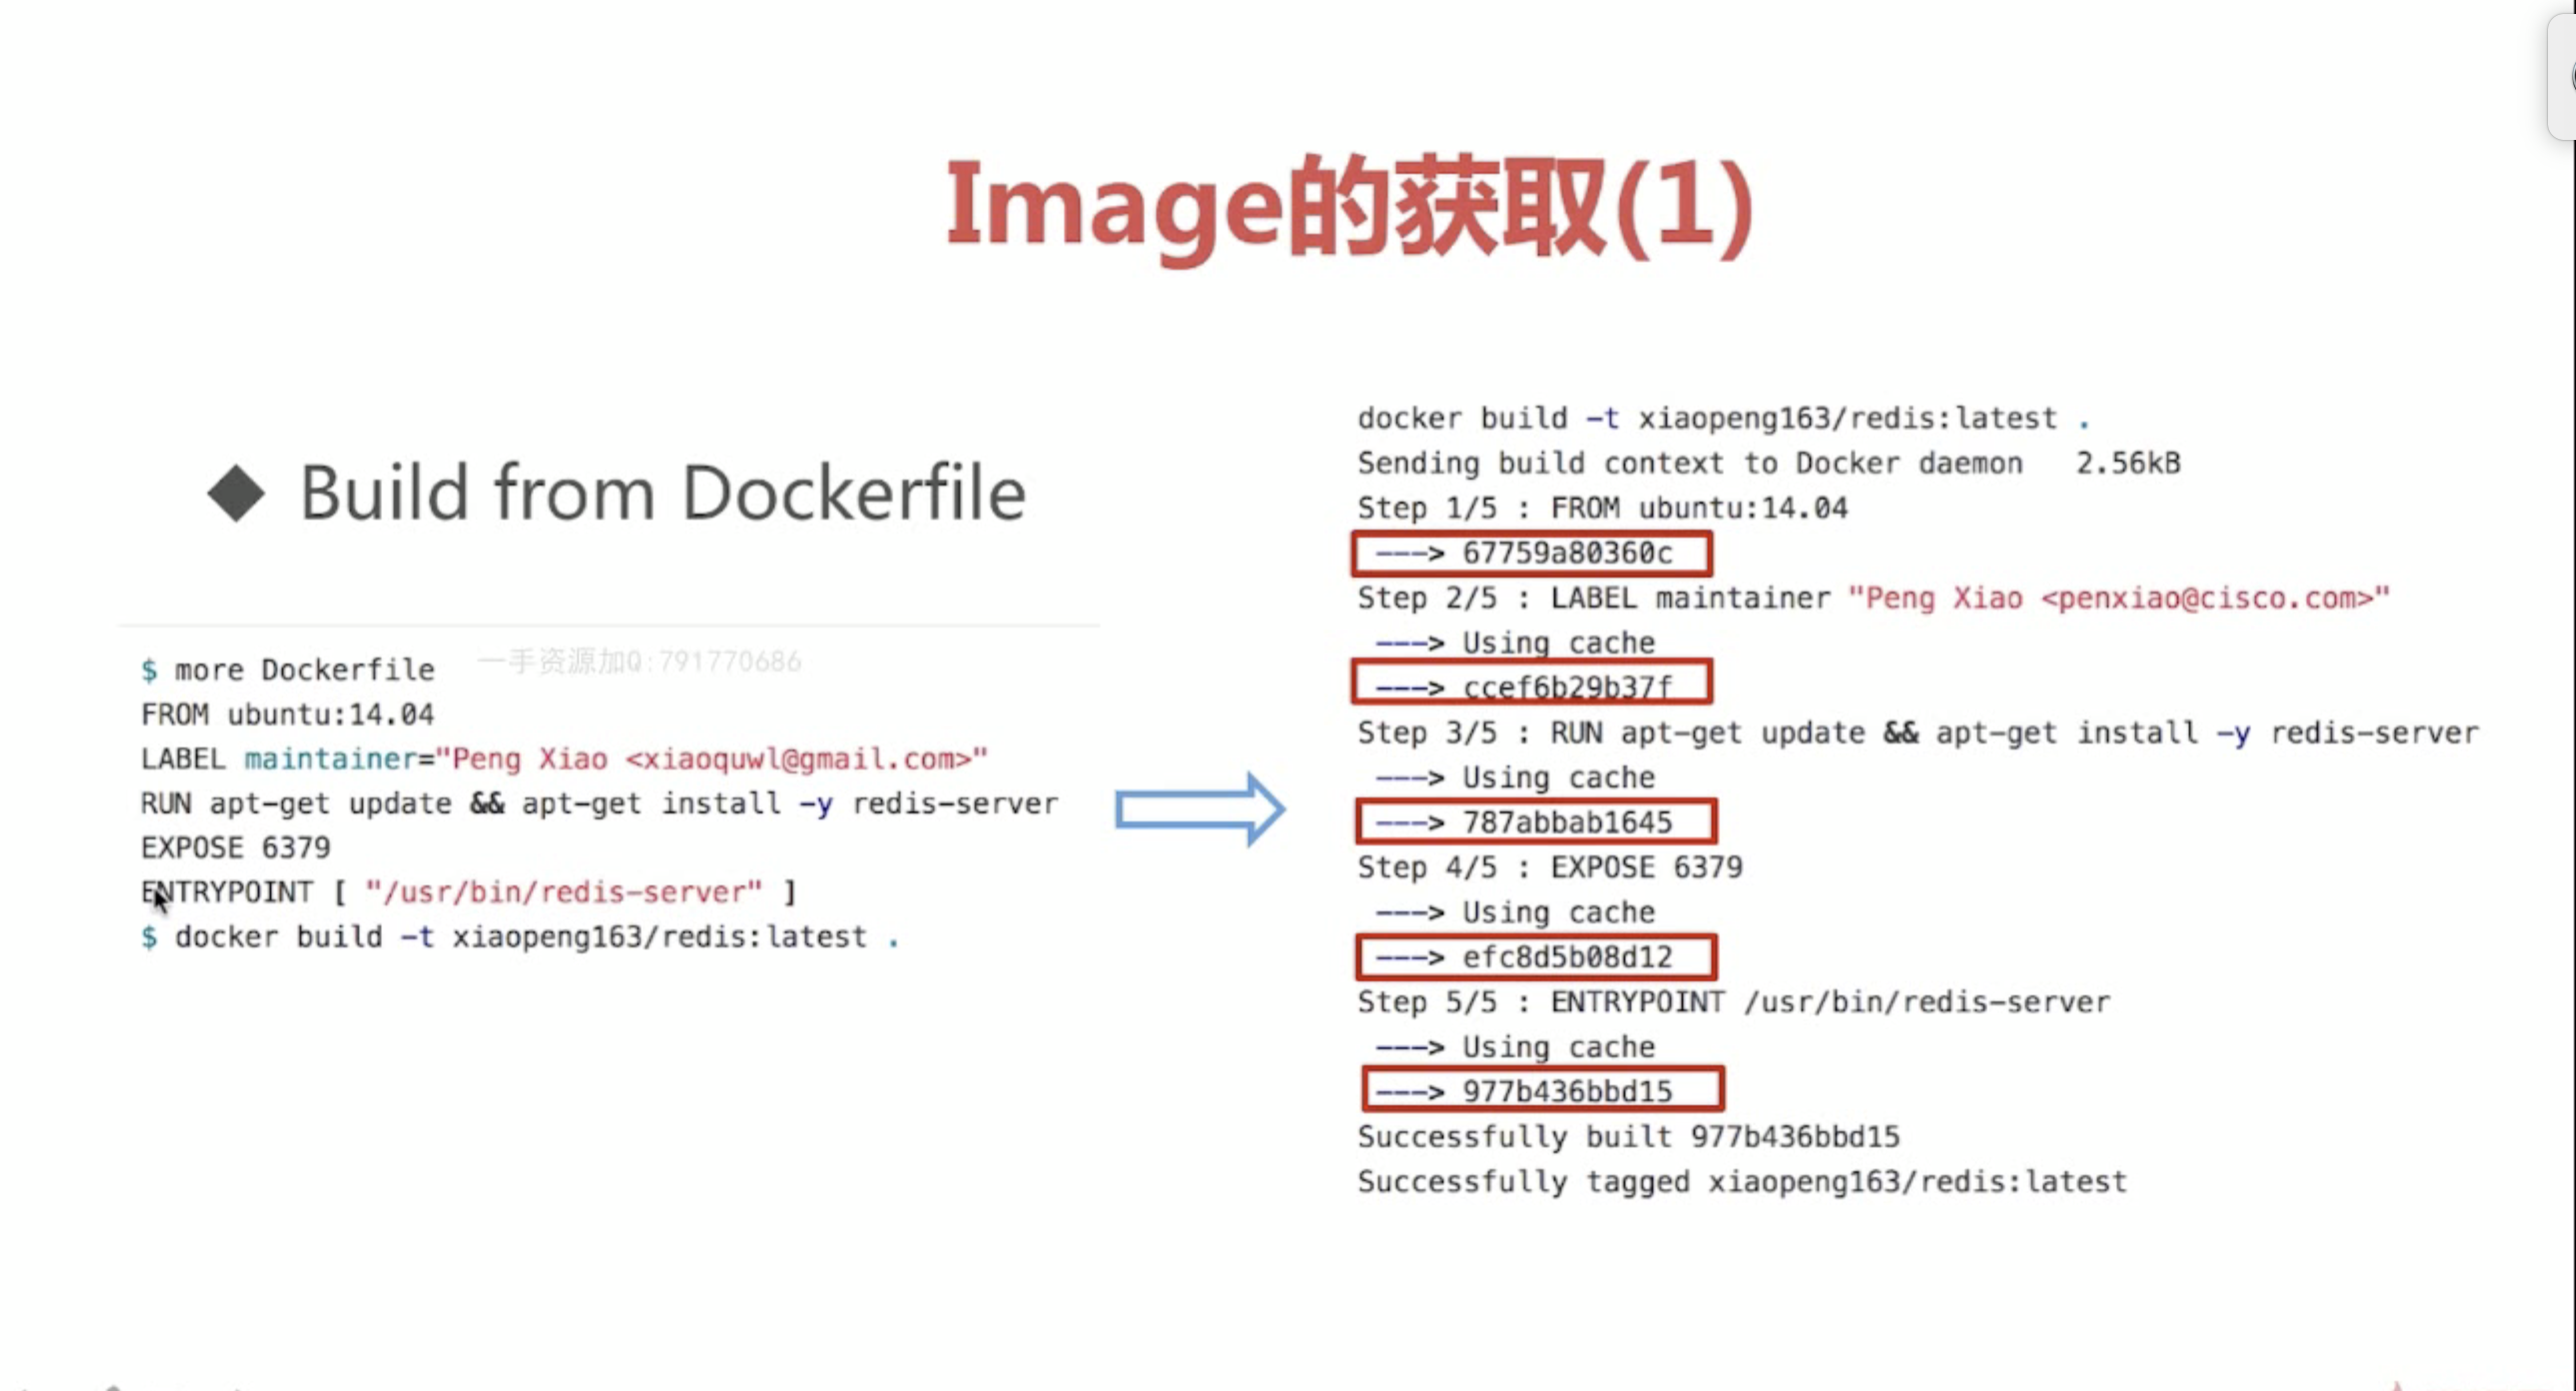 Image的获取(1)
◆ Build from Dockerfile
一手资源加Q:791770686
$ more Dockerfile
FROM ubuntu:14.04
LABEL maintainer="Peng Xiao <xiaoquwl@gmail.com>"
RUN apt-get update && apt-get install -y redis-server
EXPOSE 6379
ENTRYPOINT [ "/usr/bin/redis-server" ]
$ docker build -t xiaopeng163/redis:latest .
docker build -t xiaopeng163/redis:latest .
Sending build context to Docker daemon 2.56kB
Step 1/5 : FROM ubuntu:14.04
---> 67759a80360c
Step 2/5 : LABEL maintainer "Peng Xiao <penxiao@cisco.com>"
---> Using cache
---> ccef6b29b37f
Step 3/5 : RUN apt-get update && apt-get install -y redis-server
---> Using cache
---> 787abbab1645
Step 4/5 : EXPOSE 6379
---> Using cache
---> efc8d5b08d12
Step 5/5 : ENTRYPOINT /usr/bin/redis-server
---> Using cache
---> 977b436bbd15
Successfully built 977b436bbd15
Successfully tagged xiaopeng163/redis:latest